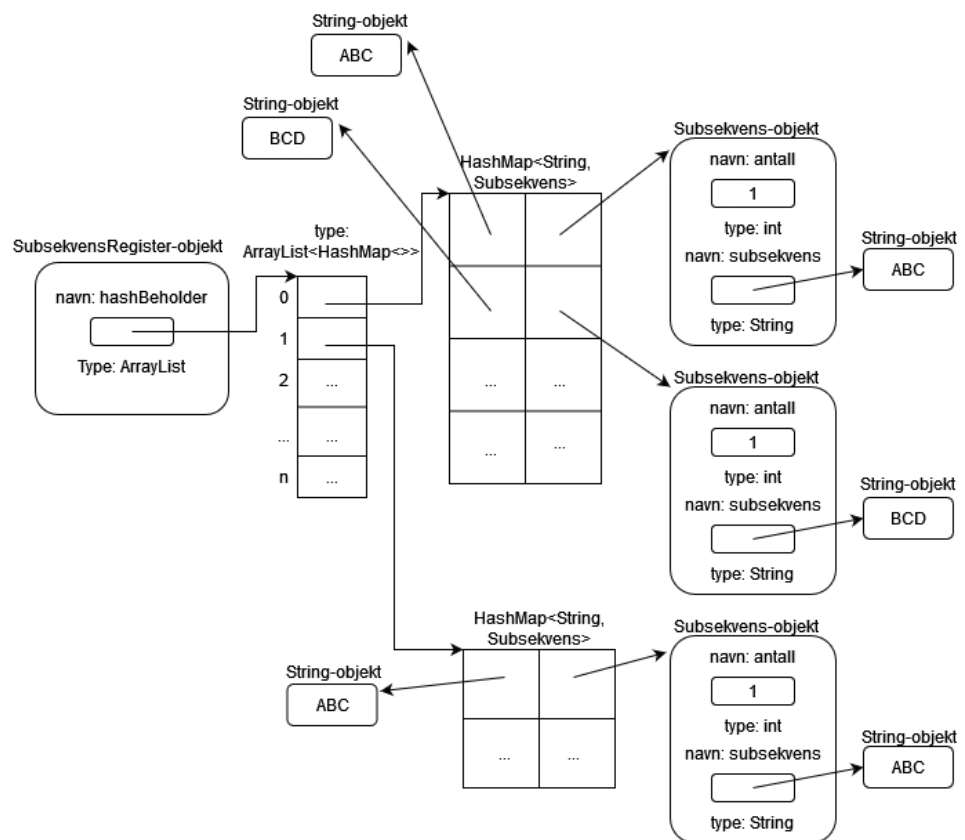 String-objekt
ABC
String-objekt
BCD
HashMap<String,
Subsekvens>
type:
ArrayList<HashMap<>>
SubsekvensRegister-objekt
navn: hashBeholder
Type: ArrayList
0
1
2
...
...
...
n
...
...
...
...
...
Subsekvens-objekt
navn: antall
1
type: int
navn: subsekvens
type: String
String-objekt
ABC
Subsekvens-objekt
navn: antall
1
type: int
navn: subsekvens
type: String
String-objekt
BCD
HashMap<String,
Subsekvens>
String-objekt
ABC
...
...
Subsekvens-objekt
navn: antall
1
type: int
navn: subsekvens
type: String
String-objekt
ABC